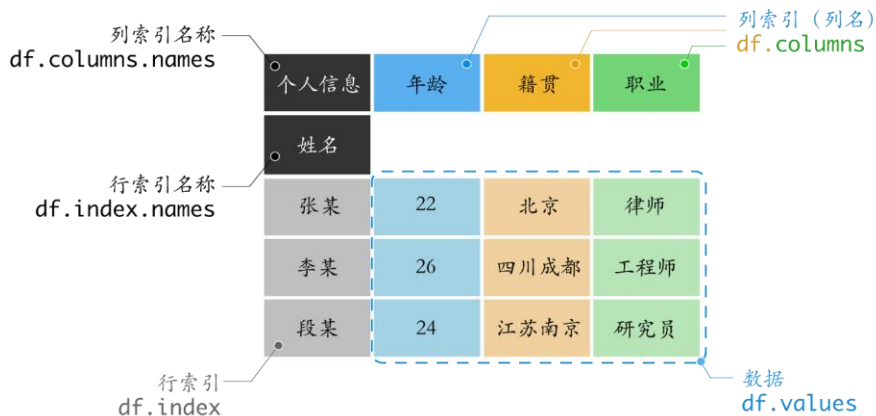 列索引名称
df.columns.names
列索引 (列名)
df.columns
个人信息 年龄 籍贯 职业
姓名
行索引名称
df.index.names
张某 22 北京 律师
李某 26 四川成都 工程师
段某 24 江苏南京 研究员
行索引
df.index
数据
df.values